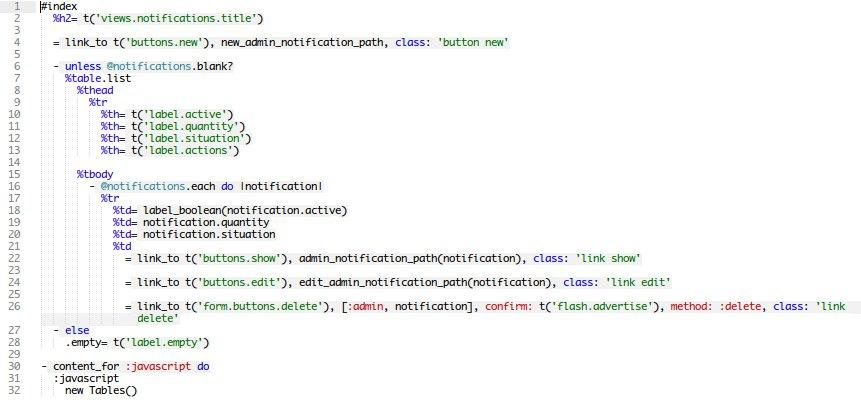 1 #index
2   %h2= t('views.notifications.title')
3
4   = link_to t('buttons.new'), new_admin_notification_path, class: 'button new'
5
6   - unless @notifications.blank?
7     %table.list
8       %thead
9         %tr
10           %th= t('label.active')
11           %th= t('label.quantity')
12           %th= t('label.situation')
13           %th= t('label.actions')
14
15       %tbody
16         - @notifications.each do |notification|
17           %tr
18             %td= label_boolean(notification.active)
19             %td= notification.quantity
20             %td= notification.situation
21             %td
22               = link_to t('buttons.show'), admin_notification_path(notification), class: 'link show'
23
24               = link_to t('buttons.edit'), edit_admin_notification_path(notification), class: 'link edit'
25
26               = link_to t('form.buttons.delete'), [:admin, notification], confirm: t('flash.advertise'), method: :delete, class: 'link
delete'
27   - else
28     .empty= t('label.empty')
29
30 - content_for :javascript do
31   :javascript
32     new Tables()